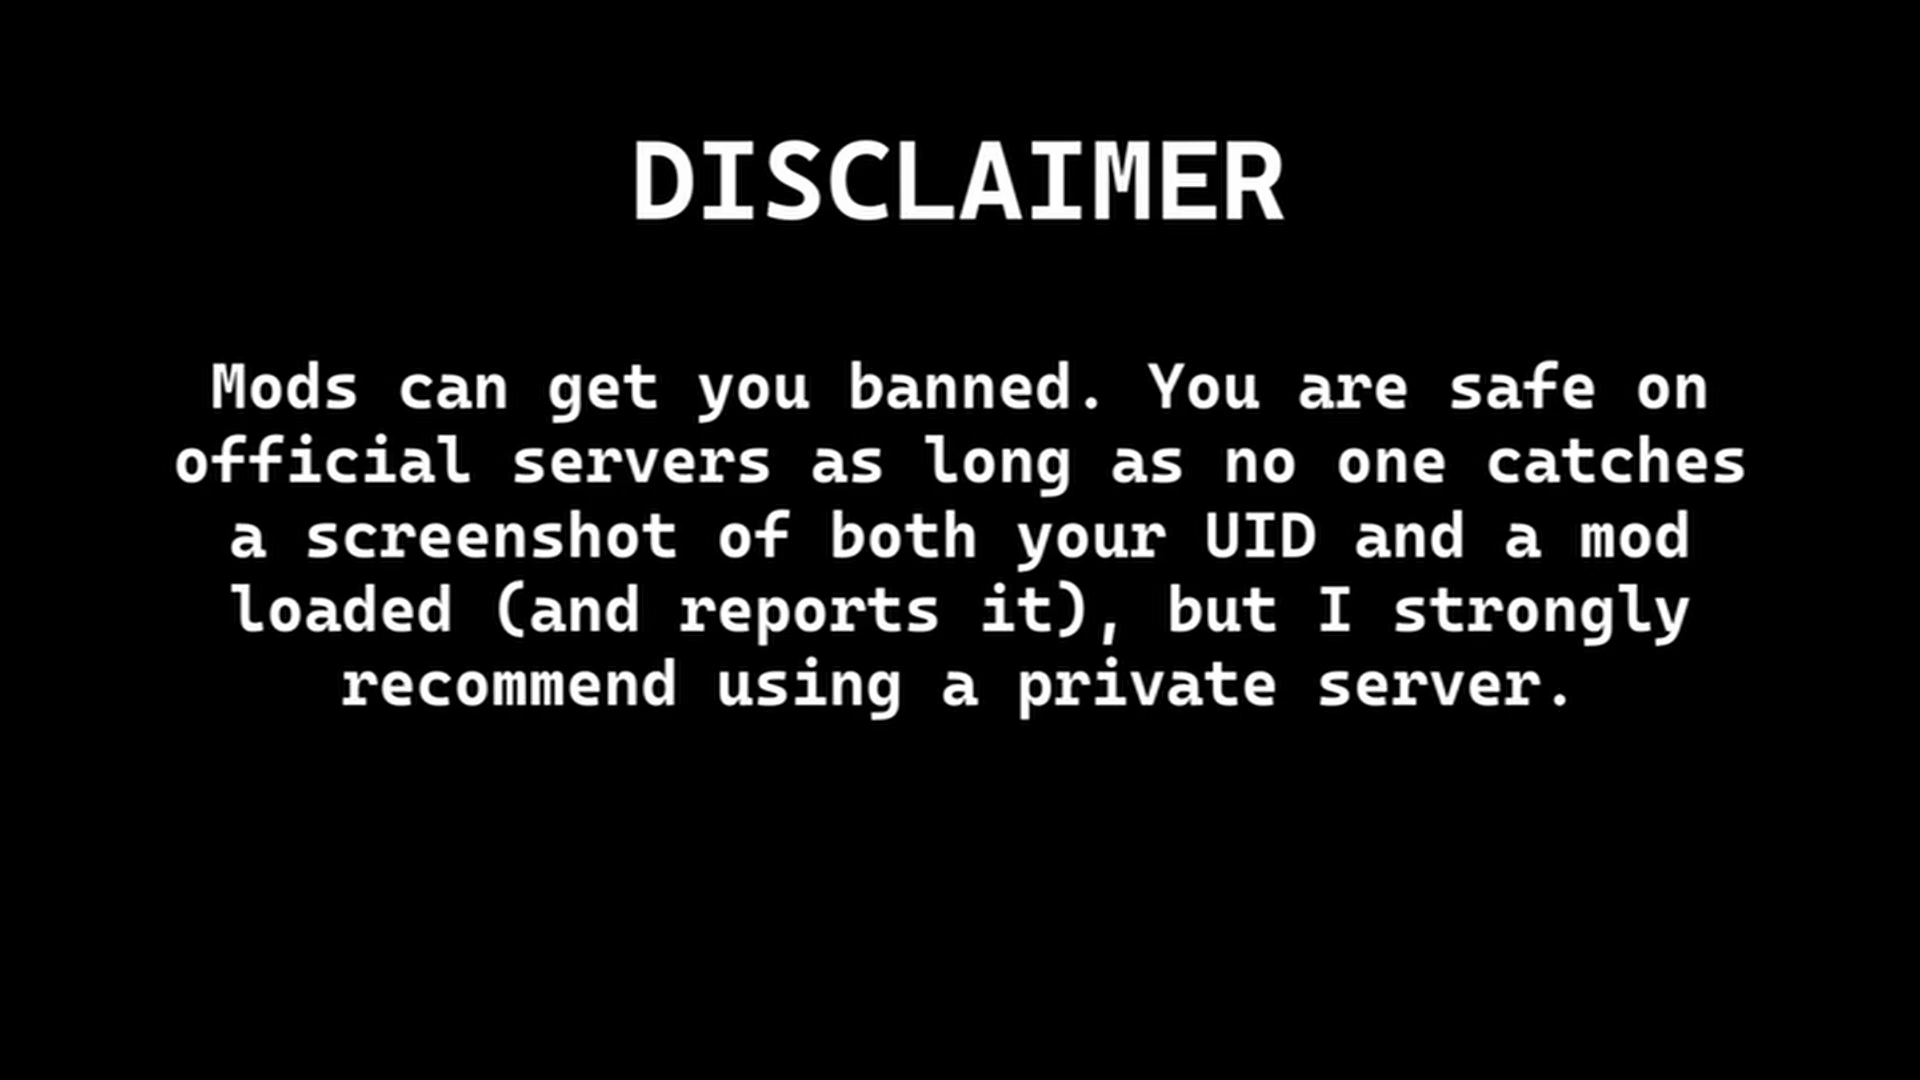 DISCLAIMER
Mods can get you banned. You are safe on
official servers as long as no one catches
a screenshot of both your UID and a mod
loaded (and reports it), but I strongly
recommend using a private server.